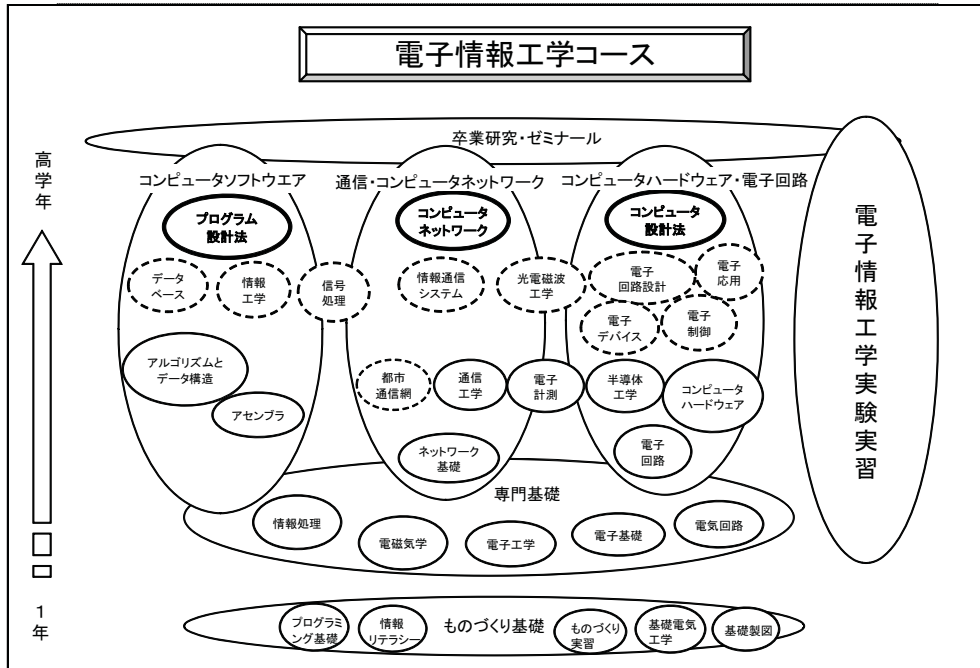 電子情報工学コース
卒業研究・ゼミナール
高学年
コンピュータソフトウエア
通信・コンピュータネットワーク
コンピュータハードウェア・電子回路
プログラム
設計法
コンピュータ
ネットワーク
コンピュータ
設計法
データ
ベース
情報
工学
信号
処理
情報通信
システム
光電磁波
工学
電子
回路設計
電子
応用
電子
デバイス
電子
制御
アルゴリズムと
データ構造
アセンブラ
都市
通信網
通信
工学
電子
計測
半導体
工学
コンピュータ
ハードウェア
ネットワーク
基礎
電子
回路
専門基礎
情報処理
電磁気学
電子工学
電子基礎
電気回路
1年
プログラミ
ング基礎
情報
リテラシー
ものづくり基礎
ものづくり
実習
基礎電気
工学
基礎製図
電子情報工学実験実習